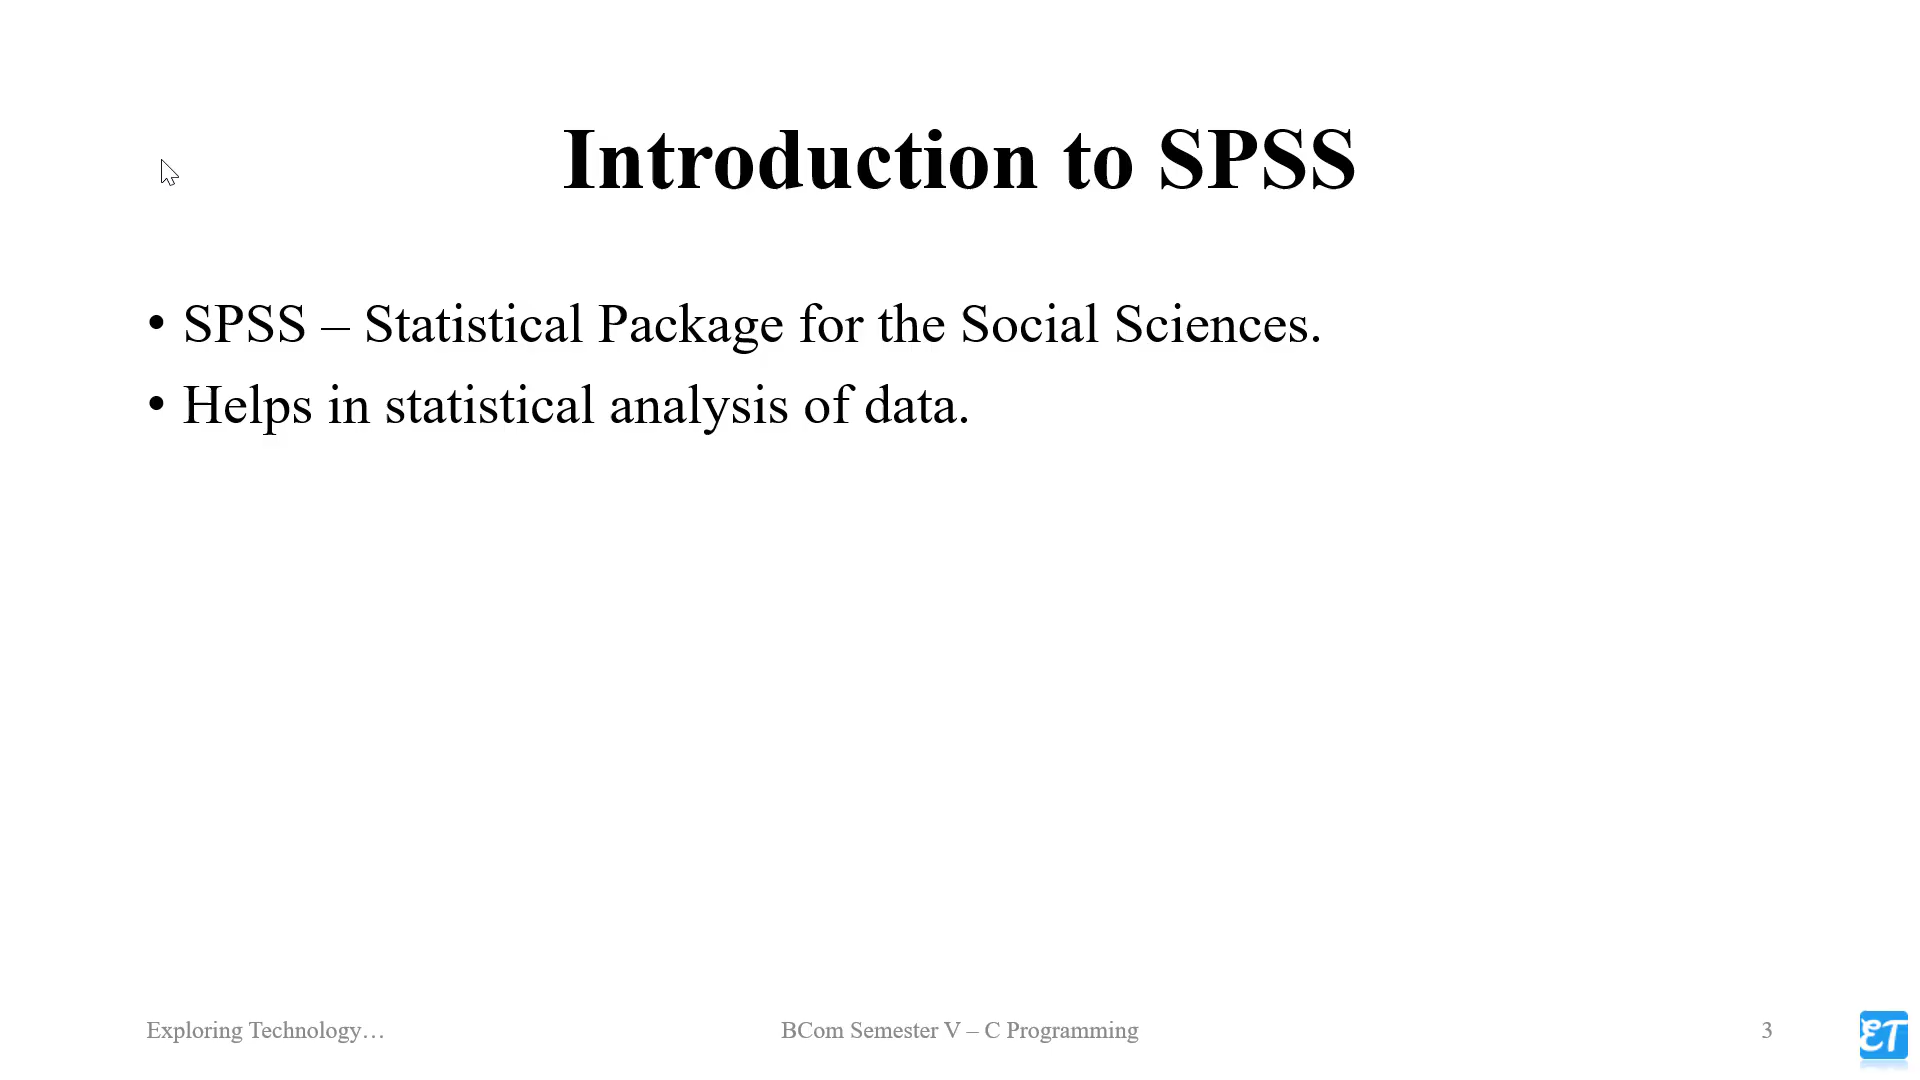 Introduction to SPSS
• SPSS – Statistical Package for the Social Sciences.
• Helps in statistical analysis of data.
Exploring Technology…
BCom Semester V – C Programming
3
ET